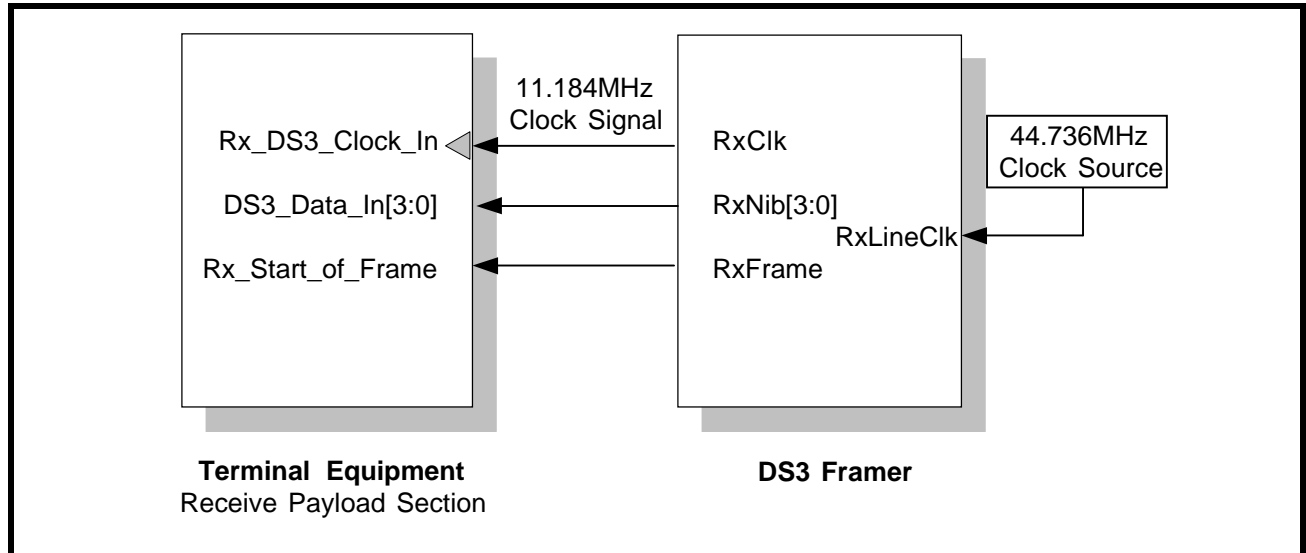 11.184MHz
Clock Signal
Rx_DS3_Clock_In
RxClk
44.736MHz
Clock Source
DS3_Data_In[3:0]
RxNib[3:0]
RxLineClk
Rx_Start_of_Frame
RxFrame
Terminal Equipment
Receive Payload Section
DS3 Framer